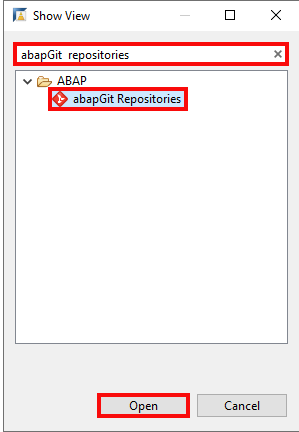 Show View
abapGit repositories
ABAP
abapGit Repositories
Open
Cancel